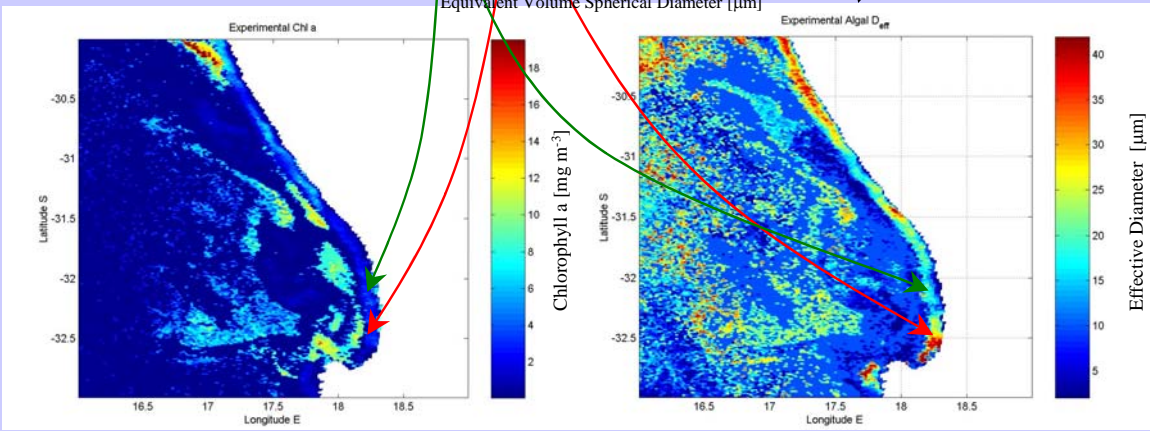 Equivalent Volume Spherical Diameter [µm]
Experimental Chl a
-30.5
-31
-31.5
-32
-32.5
Latitude S
16.5 17 17.5 18 18.5
Longitude E
18
16
14
12
10
8
6
4
2
Chlorophyll a [mg m-3]
Experimental Algal Deff
-30.5
-31
-31.5
-32
-32.5
Latitude S
16.5 17 17.5 18 18.5
Longitude E
40
35
30
25
20
15
10
5
Effective Diameter [µm]